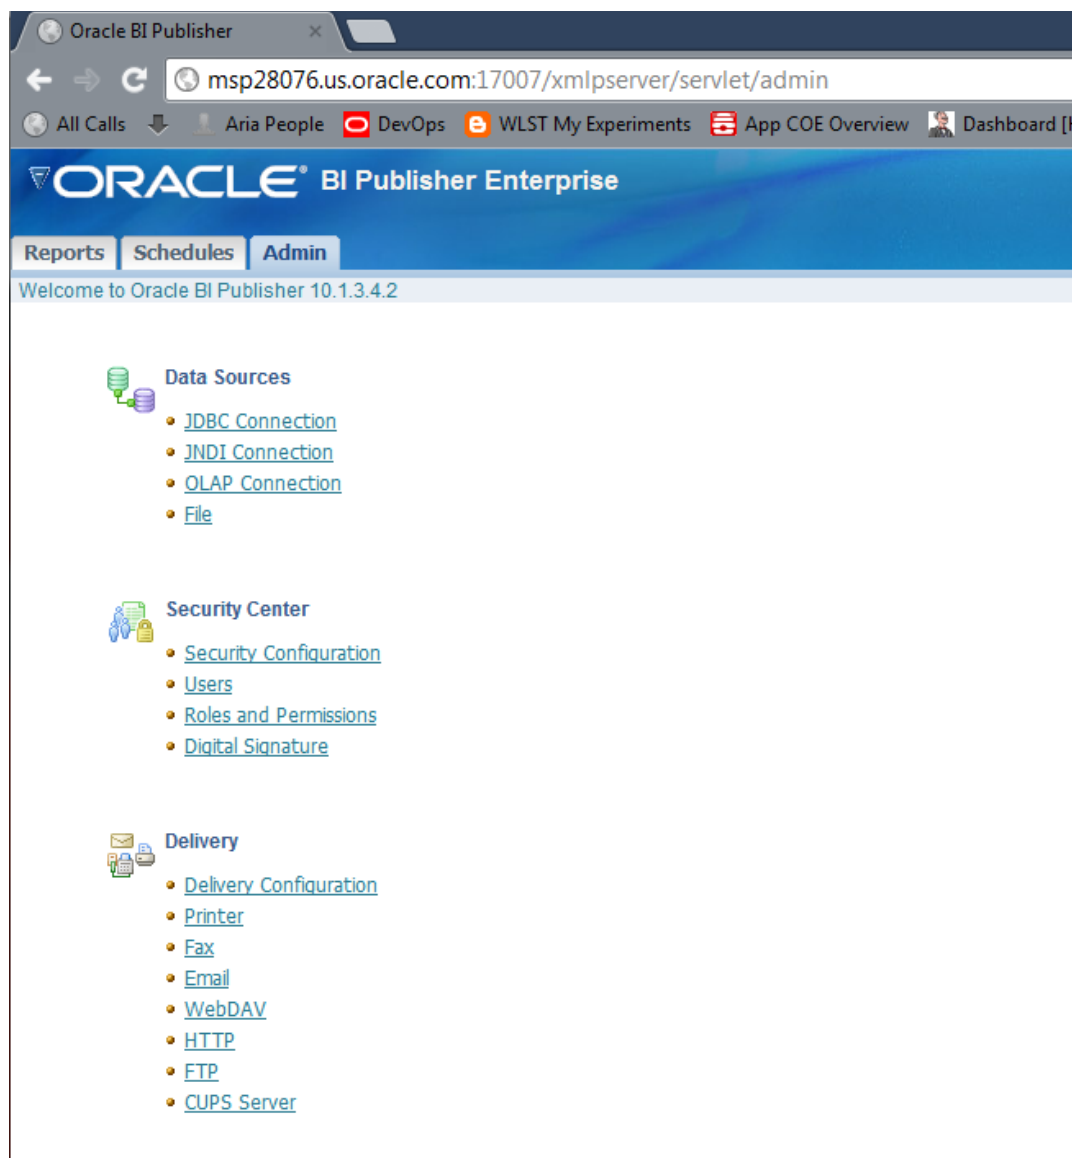 Oracle BI Publisher
msp28076.us.oracle.com:17007/xmlpserver/servlet/admin
All Calls Aria People DevOps WLST My Experiments App COE Overview Dashboard [
ORACLE® BI Publisher Enterprise
Reports Schedules Admin
Welcome to Oracle BI Publisher 10.1.3.4.2
Data Sources
JDBC Connection
JNDI Connection
OLAP Connection
File
Security Center
Security Configuration
Users
Roles and Permissions
Digital Signature
Delivery
Delivery Configuration
Printer
Fax
Email
WebDAV
HTTP
FTP
CUPS Server